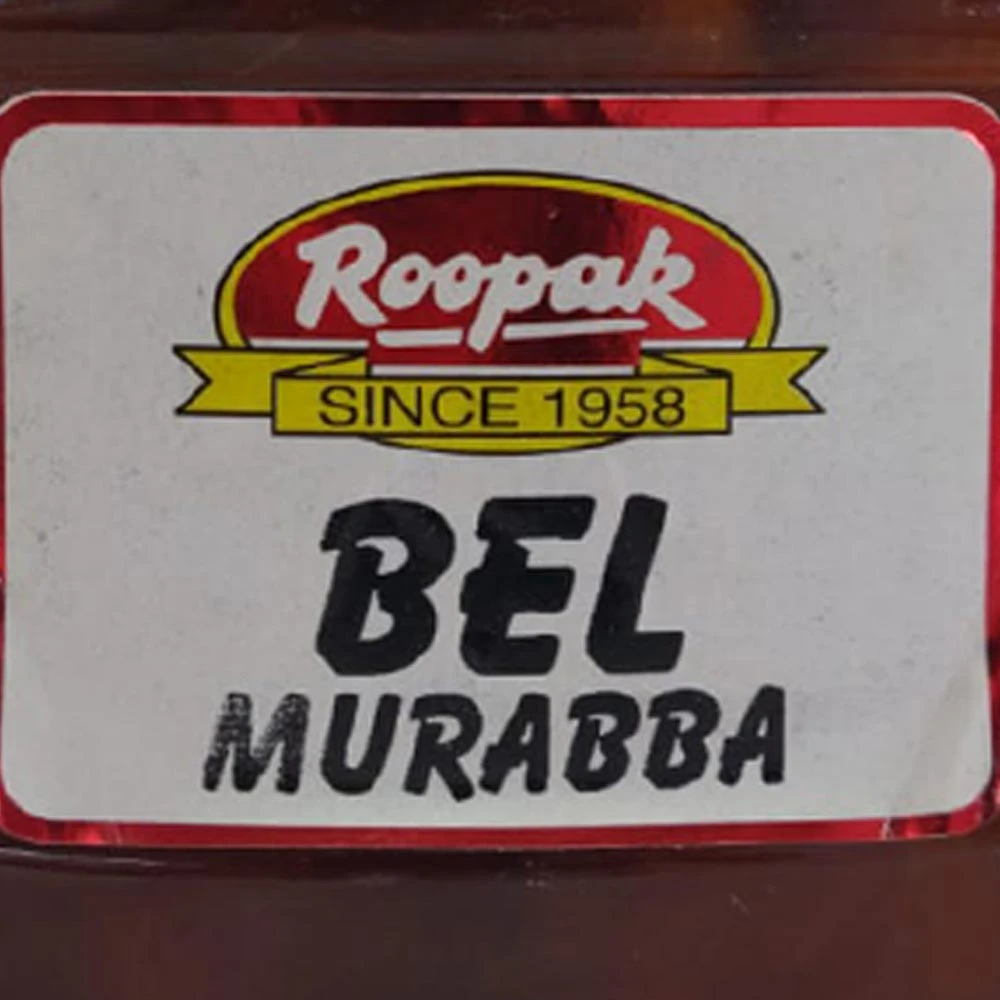 Roopak
SINCE 1958
BEL
MURABBA